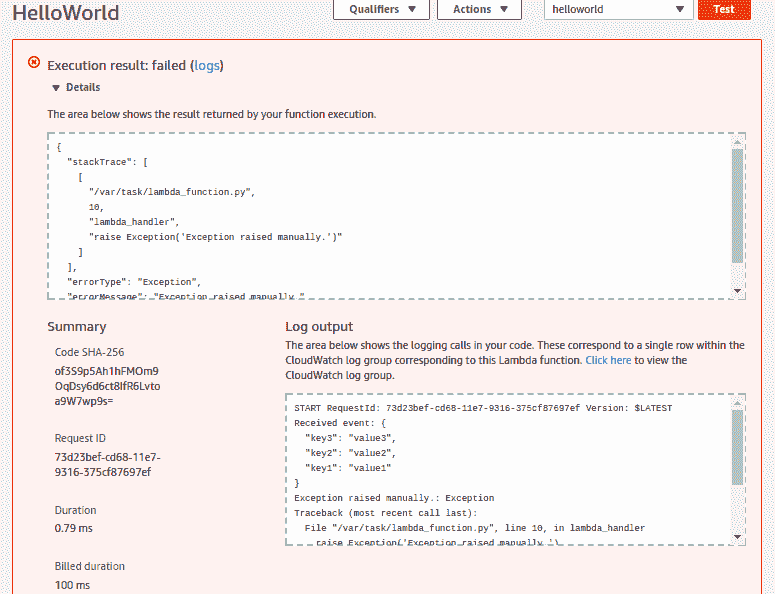 HelloWorld
Qualifiers
Actions
helloworld
Test
Execution result: failed (logs)
Details
The area below shows the result returned by your function execution.
{
"stackTrace": [
[
"/var/task/lambda_function.py",
10,
"lambda_handler",
"raise Exception('Exception raised manually.')"
]
],
"errorType": "Exception",
"errorMessage": "Exception raised manually."
Summary
Code SHA-256
of3S9p5Ah1hFMOm9
OqDsy6d6ct8lfR6Lvto
a9W7wp9s=
Request ID
73d23bef-cd68-11e7-
9316-375cf87697ef
Duration
0.79 ms
Billed duration
100 ms
Log output
The area below shows the logging calls in your code. These correspond to a single row within the
CloudWatch log group corresponding to this Lambda function. Click here to view the
CloudWatch log group.
START RequestId: 73d23bef-cd68-11e7-9316-375cf87697ef Version: $LATEST
Received event: {
"key3": "value3",
"key2": "value2",
"key1": "value1"
}
Exception raised manually.: Exception
Traceback (most recent call last):
File "/var/task/lambda_function.py", line 10, in lambda_handler
raise Exception('Exception raised manually.')